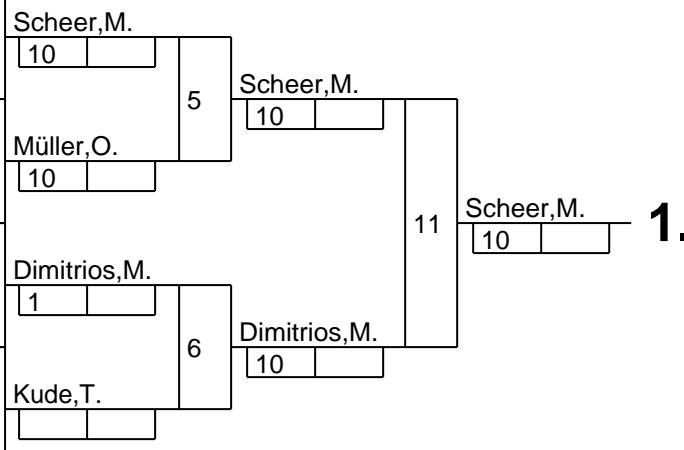 Scheer,M.
10
5
Scheer,M.
10
Müller,O.
10
11
Scheer,M.
10
1.
Dimitrios,M.
1
6
Dimitrios,M.
10
Kude,T.